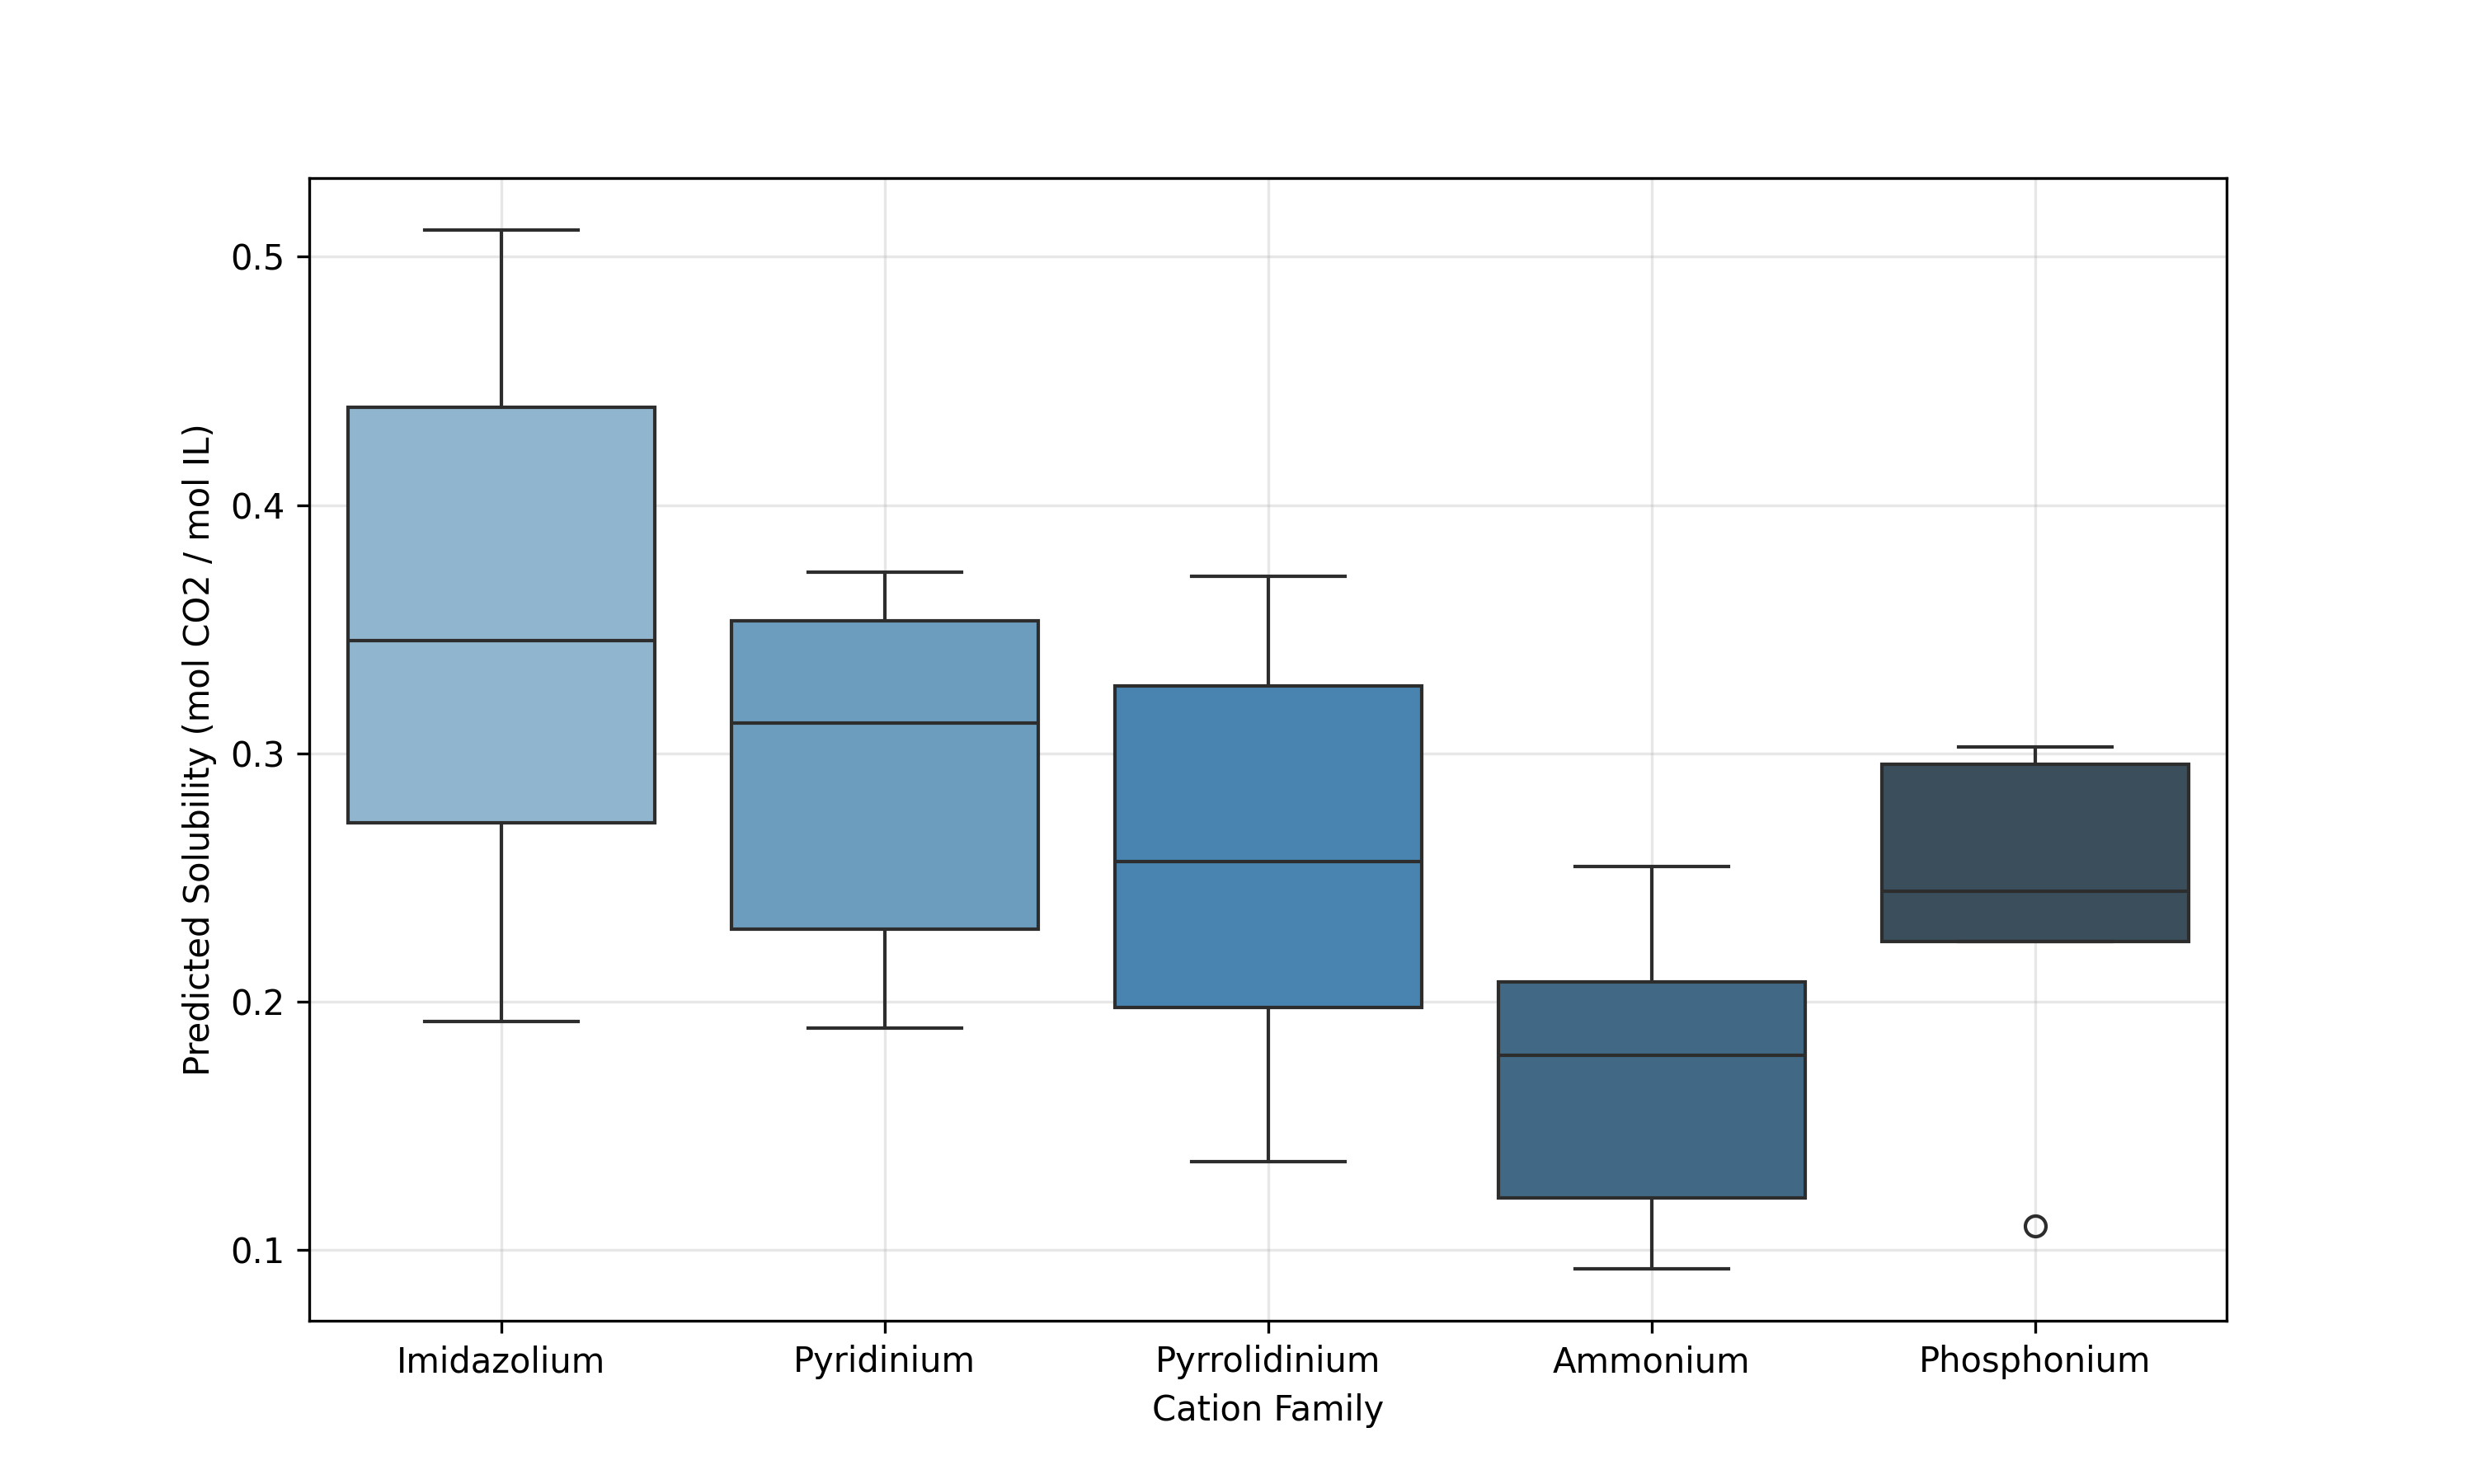 Predicted Solubility (mol CO2 / mol IL)
0.5
0.4
0.3
0.2
0.1
Imidazolium
Pyridinium
Pyrrolidinium
Ammonium
Phosphonium
Cation Family